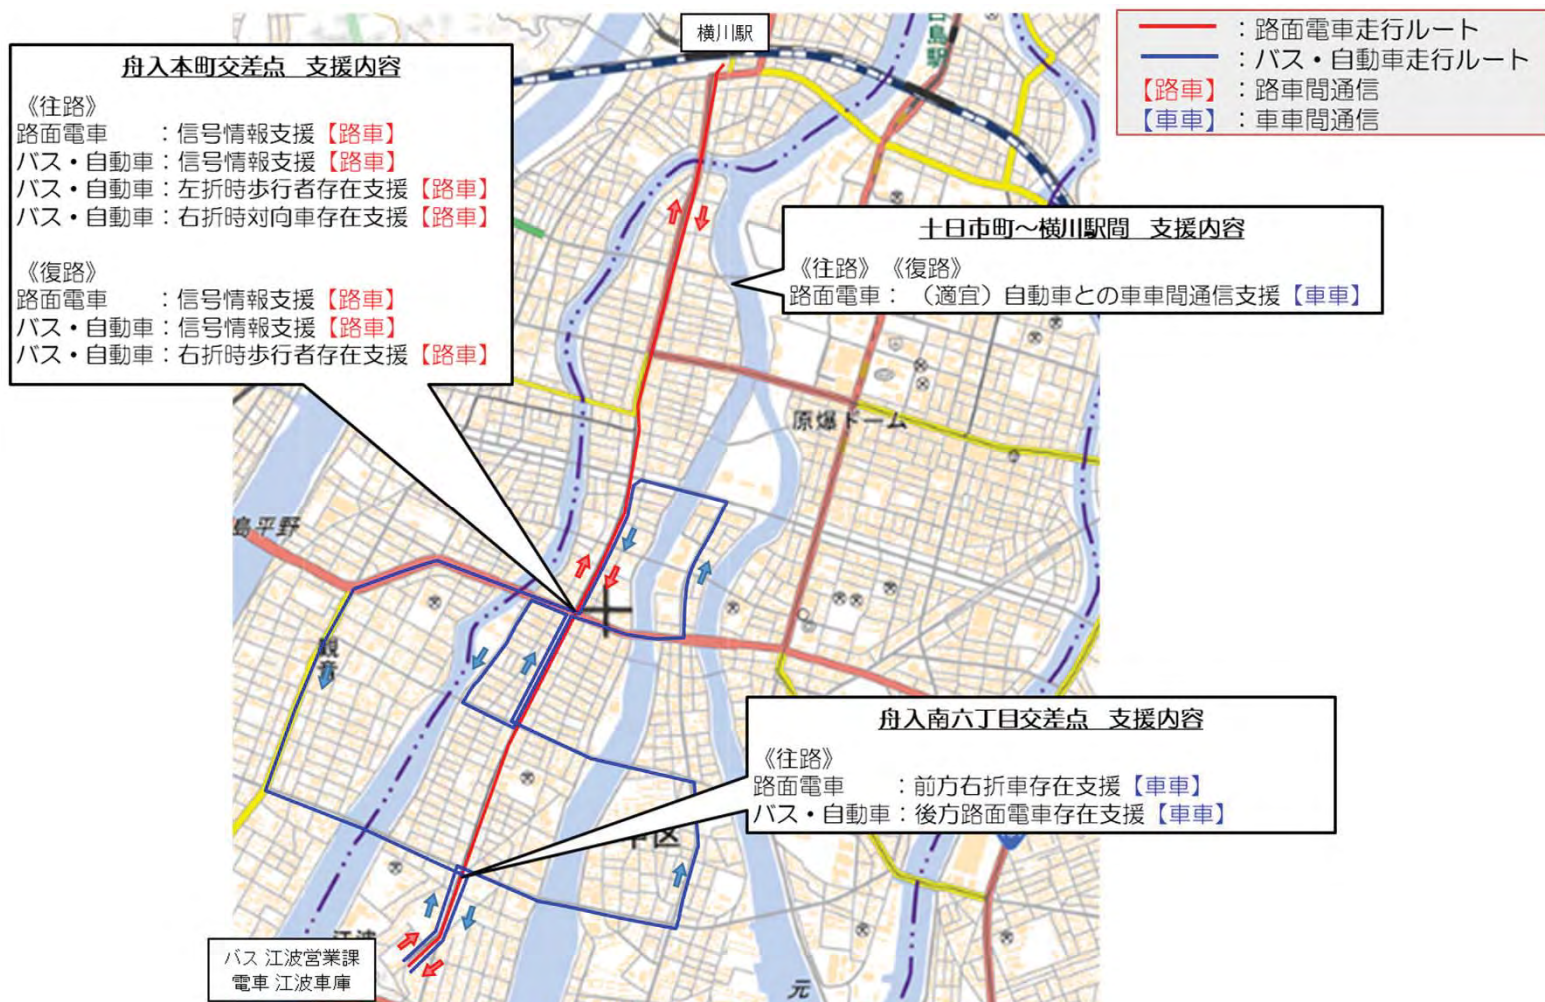 横川駅
:路面電車走行ルート
:バス・自動車走行ルート
【路車】:路車間通信
【車車】:車車間通信
舟入本町交差点 支援内容
《往路》
路面電車 :信号情報支援【路車】
バス・自動車:信号情報支援【路車】
バス・自動車:左折時歩行者存在支援【路車】
バス・自動車:右折時対向車存在支援【路車】
《復路》
路面電車 :信号情報支援【路車】
バス・自動車:信号情報支援【路車】
バス・自動車:右折時歩行者存在支援【路車】
十日市町~横川駅間 支援内容
《往路》《復路》
路面電車: (適宜)自動車との車車間通信支援【車車】
原爆ドーム
島平野
観音
舟入南六丁目交差点 支援内容
《往路》
路面電車 :前方右折車存在支援【車車】
バス・自動車:後方路面電車存在支援【車車】
バス 江波営業課
電車 江波車庫
元